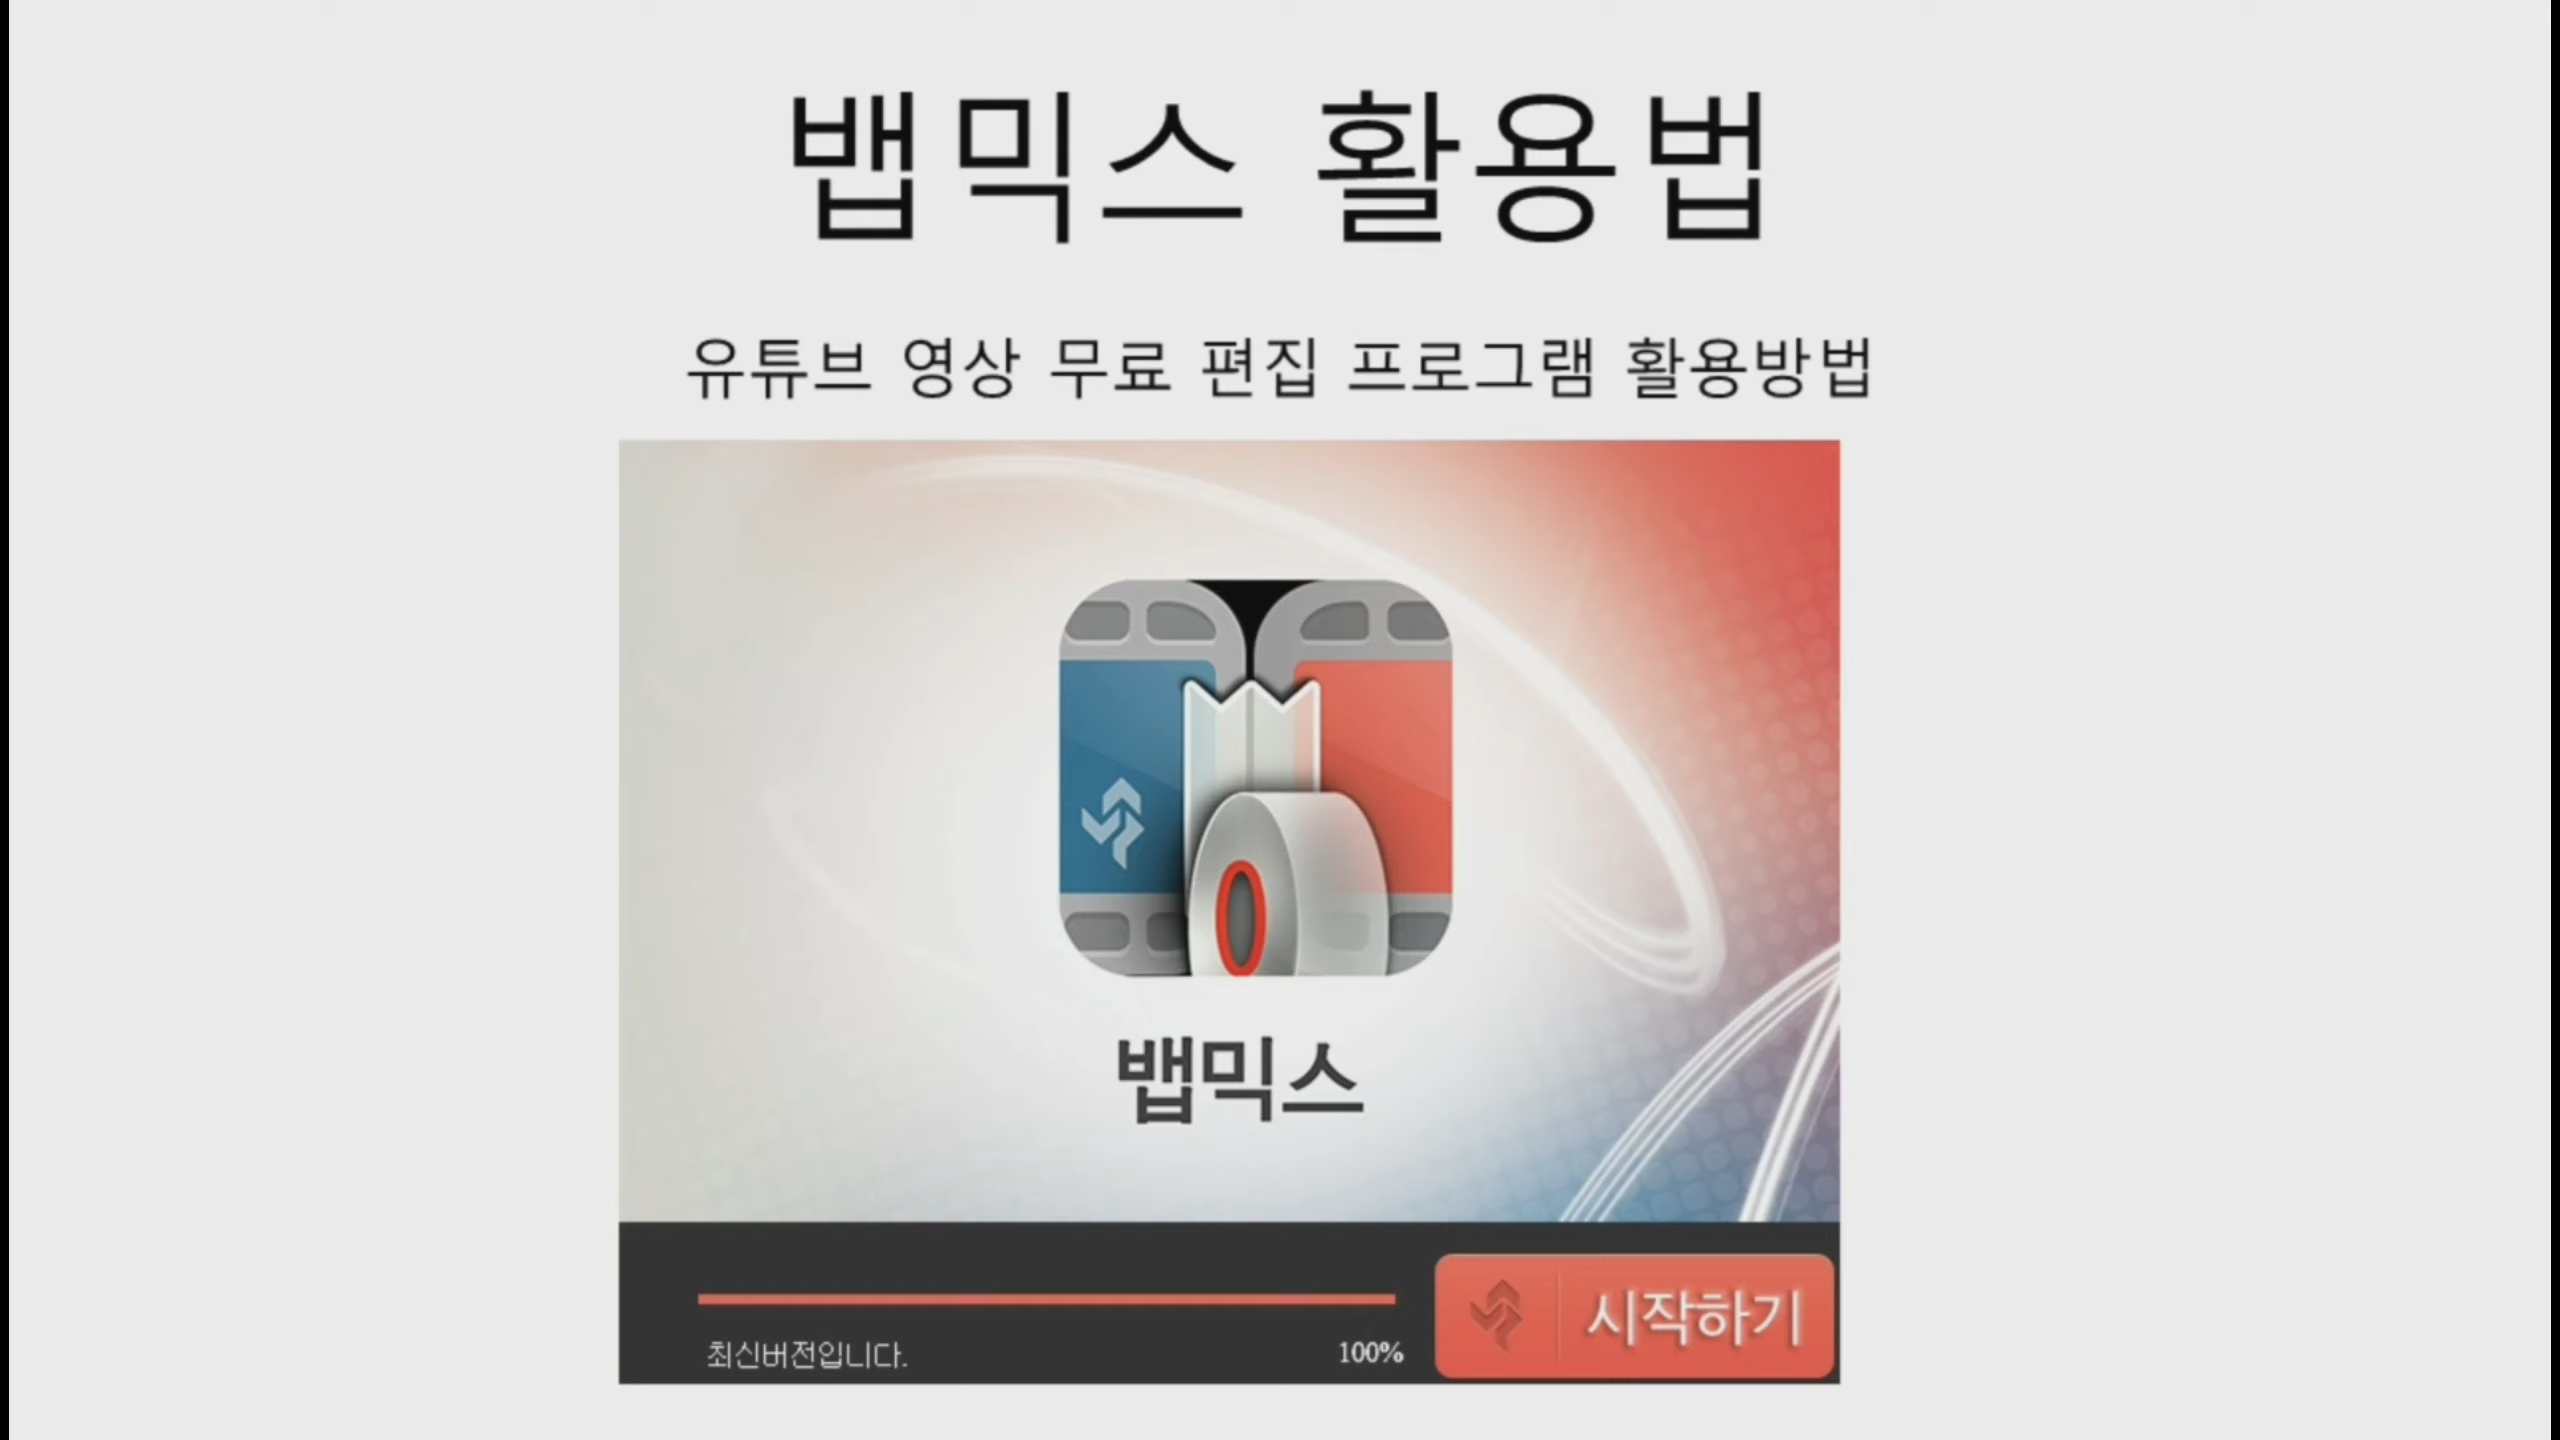 뱁믹스 활용법
유튜브 영상 무료 편집 프로그램 활용방법
뱁믹스
시작하기
최신버전입니다.
100%